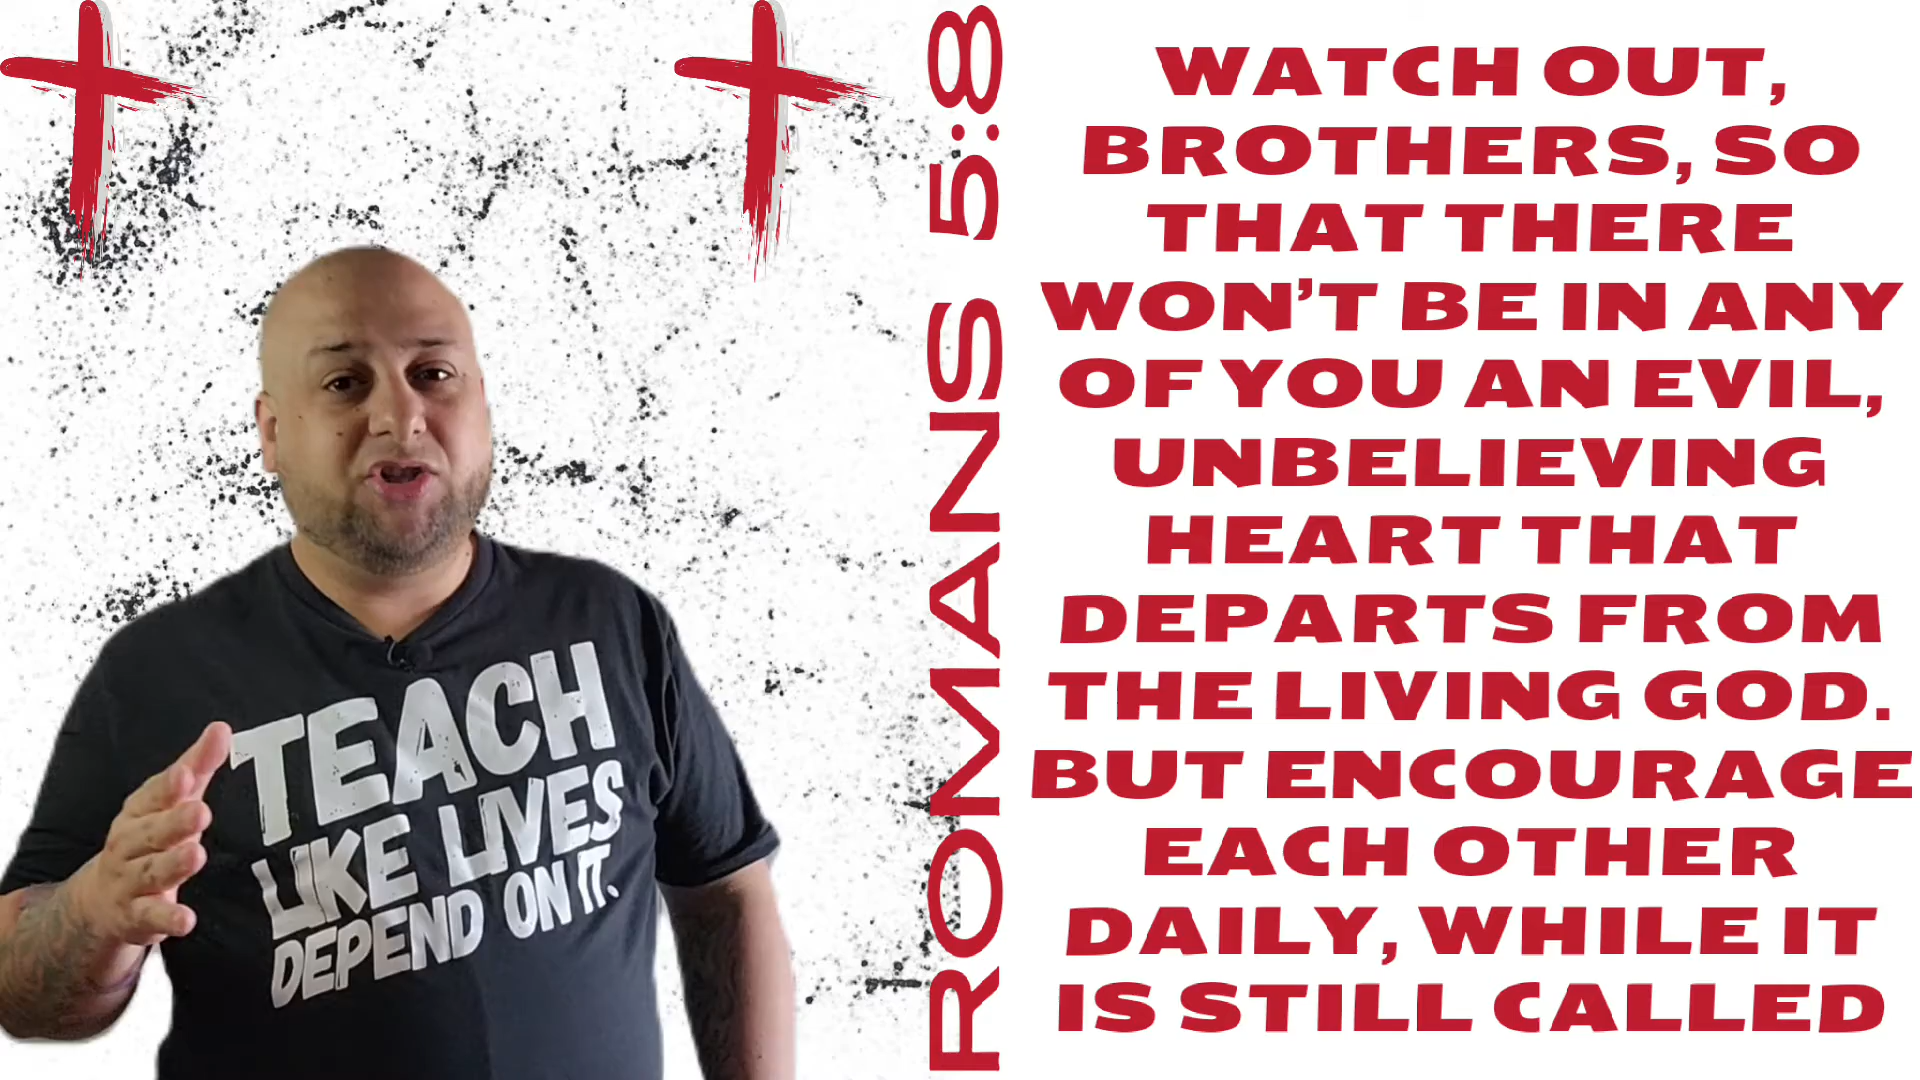 TEACH
LIKE LIVES
DEPEND ON IT.
ROMANS 5:8
WATCH OUT,
BROTHERS, SO
THAT THERE
WON'T BE IN ANY
OF YOU AN EVIL,
UNBELIEVING
HEART THAT
DEPARTS FROM
THE LIVING GOD.
BUT ENCOURAGE
EACH OTHER
DAILY, WHILE IT
IS STILL CALLED